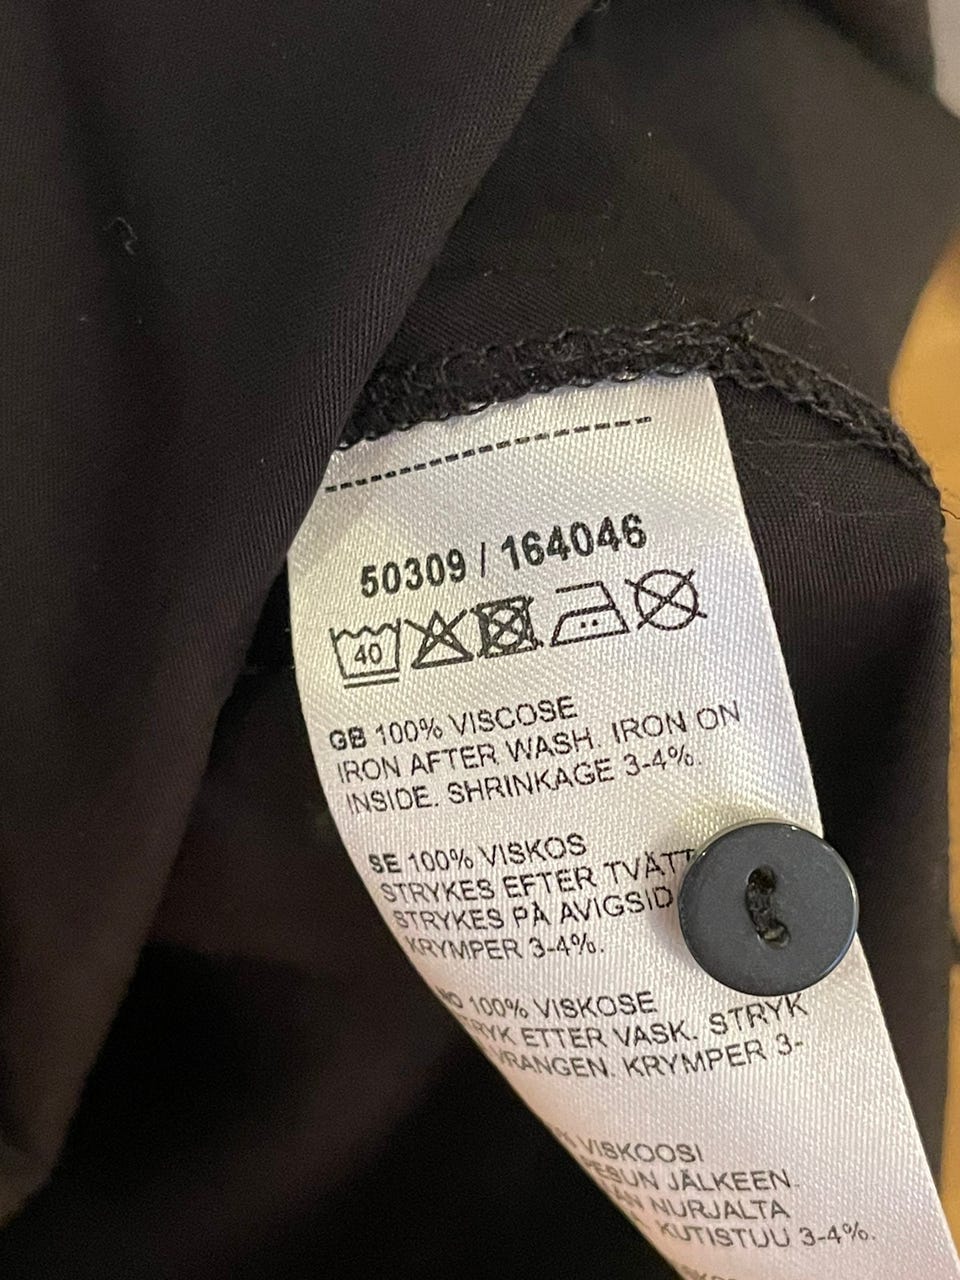 50309 / 164046
40
GB 100% VISCOSE
IRON AFTER WASH. IRON ON
INSIDE. SHRINKAGE 3-4%.
SE 100% VISKOS
STRYKES EFTER TVÄTT
STRYKES PÅ AVIGSID
KRYMPER 3-4%.
NO 100% VISKOSE
ETTER VASK. STRYK
VRANGEN. KRYMPER 3-
VISKOOSI
PESUN JÄLKEEN.
NURJALTA
KUTISTUU 3-4%.